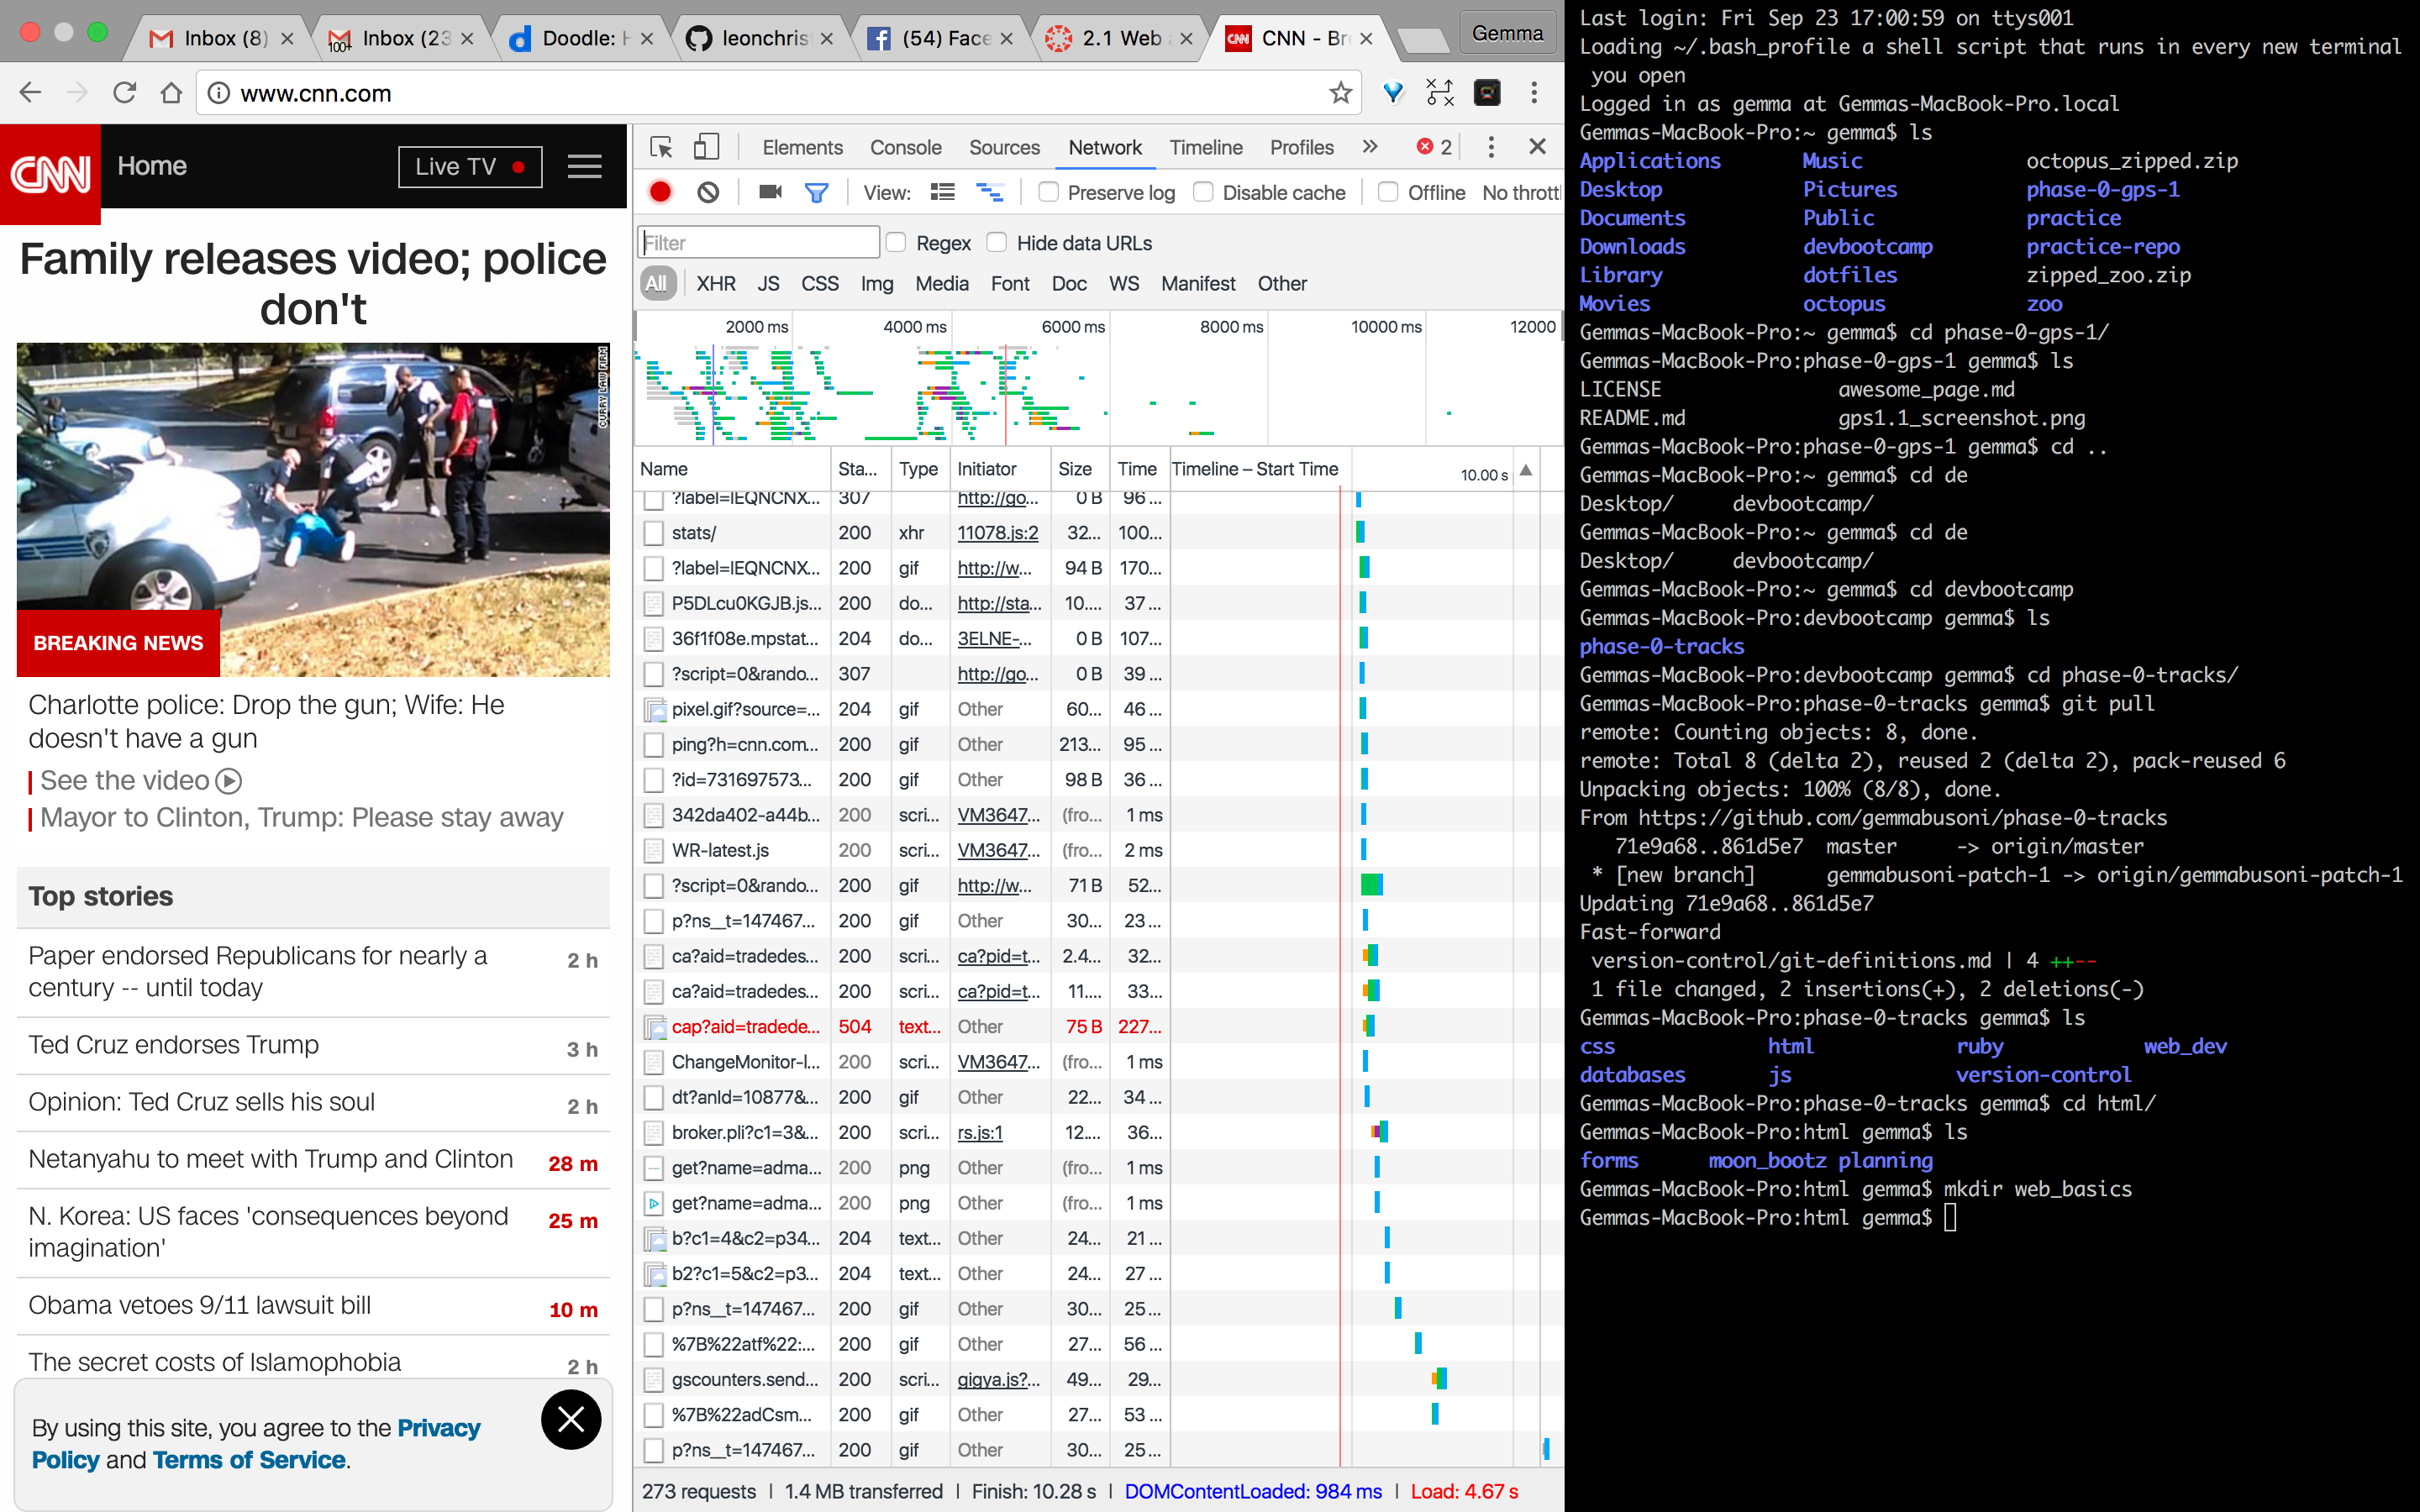 Inbox (8)
Inbox (23
Doodle: H
leonchris
(54) Face
2.1 Web a
CNN - Bre
Gemma
www.cnn.com
CNN
Home
Live TV
Family releases video; police
don't
CURRY LAW FIRM
BREAKING NEWS
Charlotte police: Drop the gun; Wife: He
doesn't have a gun
See the video
Mayor to Clinton, Trump: Please stay away
Top stories
Paper endorsed Republicans for nearly a
century -- until today
2 h
Ted Cruz endorses Trump 3 h
Opinion: Ted Cruz sells his soul 2 h
Netanyahu to meet with Trump and Clinton 28 m
N. Korea: US faces 'consequences beyond
imagination'
25 m
Obama vetoes 9/11 lawsuit bill 10 m
The secret costs of Islamophobia 2 h
By using this site, you agree to the Privacy
Policy and Terms of Service.
Elements Console Sources Network Timeline Profiles » 2
View: Preserve log Disable cache Offline No thrott
Filter Regex Hide data URLs
All XHR JS CSS Img Media Font Doc WS Manifest Other
2000 ms 4000 ms 6000 ms 8000 ms 10000 ms 12000
Name Sta... Type Initiator Size Time Timeline – Start Time 10.00 s
?label=IEQNCNX... 307 http://go... 0 B 96 ...
stats/ 200 xhr 11078.js:2 32... 100...
?label=IEQNCNX... 200 gif http://w... 94 B 170...
P5DLcu0KGJB.js... 200 do... http://sta... 10.... 37 ...
36f1f08e.mpstat... 204 do... 3ELNE-... 0 B 107...
?script=0&rando... 307 http://go... 0 B 39 ...
pixel.gif?source=... 204 gif Other 60... 46 ...
ping?h=cnn.com... 200 gif Other 213... 95 ...
?id=731697573... 200 gif Other 98 B 36 ...
342da402-a44b... 200 scri... VM3647... (fro... 1 ms
WR-latest.js 200 scri... VM3647... (fro... 2 ms
?script=0&rando... 200 gif http://w... 71 B 52...
p?ns__t=147467... 200 gif Other 30... 23 ...
ca?aid=tradedes... 200 scri... ca?pid=t... 2.4... 32...
ca?aid=tradedes... 200 scri... ca?pid=t... 11.... 33...
cap?aid=tradede... 504 text... Other 75 B 227...
ChangeMonitor-l... 200 scri... VM3647... (fro... 1 ms
dt?anId=10877&... 200 gif Other 22... 34 ...
broker.pli?c1=3&... 200 scri... rs.js:1 12.... 36...
get?name=adma... 200 png Other (fro... 1 ms
get?name=adma... 200 png Other (fro... 1 ms
b?c1=4&c2=p34... 204 text... Other 24... 21 ...
b2?c1=5&c2=p3... 204 text... Other 24... 27 ...
p?ns__t=147467... 200 gif Other 30... 25 ...
%7B%22atf%22:... 200 gif Other 27... 56 ...
gscounters.send... 200 scri... gigya.js?... 49... 29...
%7B%22adCsm... 200 gif Other 27... 53 ...
p?ns__t=147467... 200 gif Other 30... 25 ...
273 requests | 1.4 MB transferred | Finish: 10.28 s | DOMContentLoaded: 984 ms | Load: 4.67 s
Last login: Fri Sep 23 17:00:59 on ttys001
Loading ~/.bash_profile a shell script that runs in every new terminal
you open
Logged in as gemma at Gemmas-MacBook-Pro.local
Gemmas-MacBook-Pro:~ gemma$ ls
Applications Music octopus_zipped.zip
Desktop Pictures phase-0-gps-1
Documents Public practice
Downloads devbootcamp practice-repo
Library dotfiles zipped_zoo.zip
Movies octopus zoo
Gemmas-MacBook-Pro:~ gemma$ cd phase-0-gps-1/
Gemmas-MacBook-Pro:phase-0-gps-1 gemma$ ls
LICENSE awesome_page.md
README.md gps1.1_screenshot.png
Gemmas-MacBook-Pro:phase-0-gps-1 gemma$ cd ..
Gemmas-MacBook-Pro:~ gemma$ cd de
Desktop/ devbootcamp/
Gemmas-MacBook-Pro:~ gemma$ cd de
Desktop/ devbootcamp/
Gemmas-MacBook-Pro:~ gemma$ cd devbootcamp
Gemmas-MacBook-Pro:devbootcamp gemma$ ls
phase-0-tracks
Gemmas-MacBook-Pro:devbootcamp gemma$ cd phase-0-tracks/
Gemmas-MacBook-Pro:phase-0-tracks gemma$ git pull
remote: Counting objects: 8, done.
remote: Total 8 (delta 2), reused 2 (delta 2), pack-reused 6
Unpacking objects: 100% (8/8), done.
From https://github.com/gemmabusoni/phase-0-tracks
71e9a68..861d5e7 master -> origin/master
* [new branch] gemmabusoni-patch-1 -> origin/gemmabusoni-patch-1
Updating 71e9a68..861d5e7
Fast-forward
version-control/git-definitions.md | 4 ++--
1 file changed, 2 insertions(+), 2 deletions(-)
Gemmas-MacBook-Pro:phase-0-tracks gemma$ ls
css html ruby web_dev
databases js version-control
Gemmas-MacBook-Pro:phase-0-tracks gemma$ cd html/
Gemmas-MacBook-Pro:html gemma$ ls
forms moon_bootz planning
Gemmas-MacBook-Pro:html gemma$ mkdir web_basics
Gemmas-MacBook-Pro:html gemma$